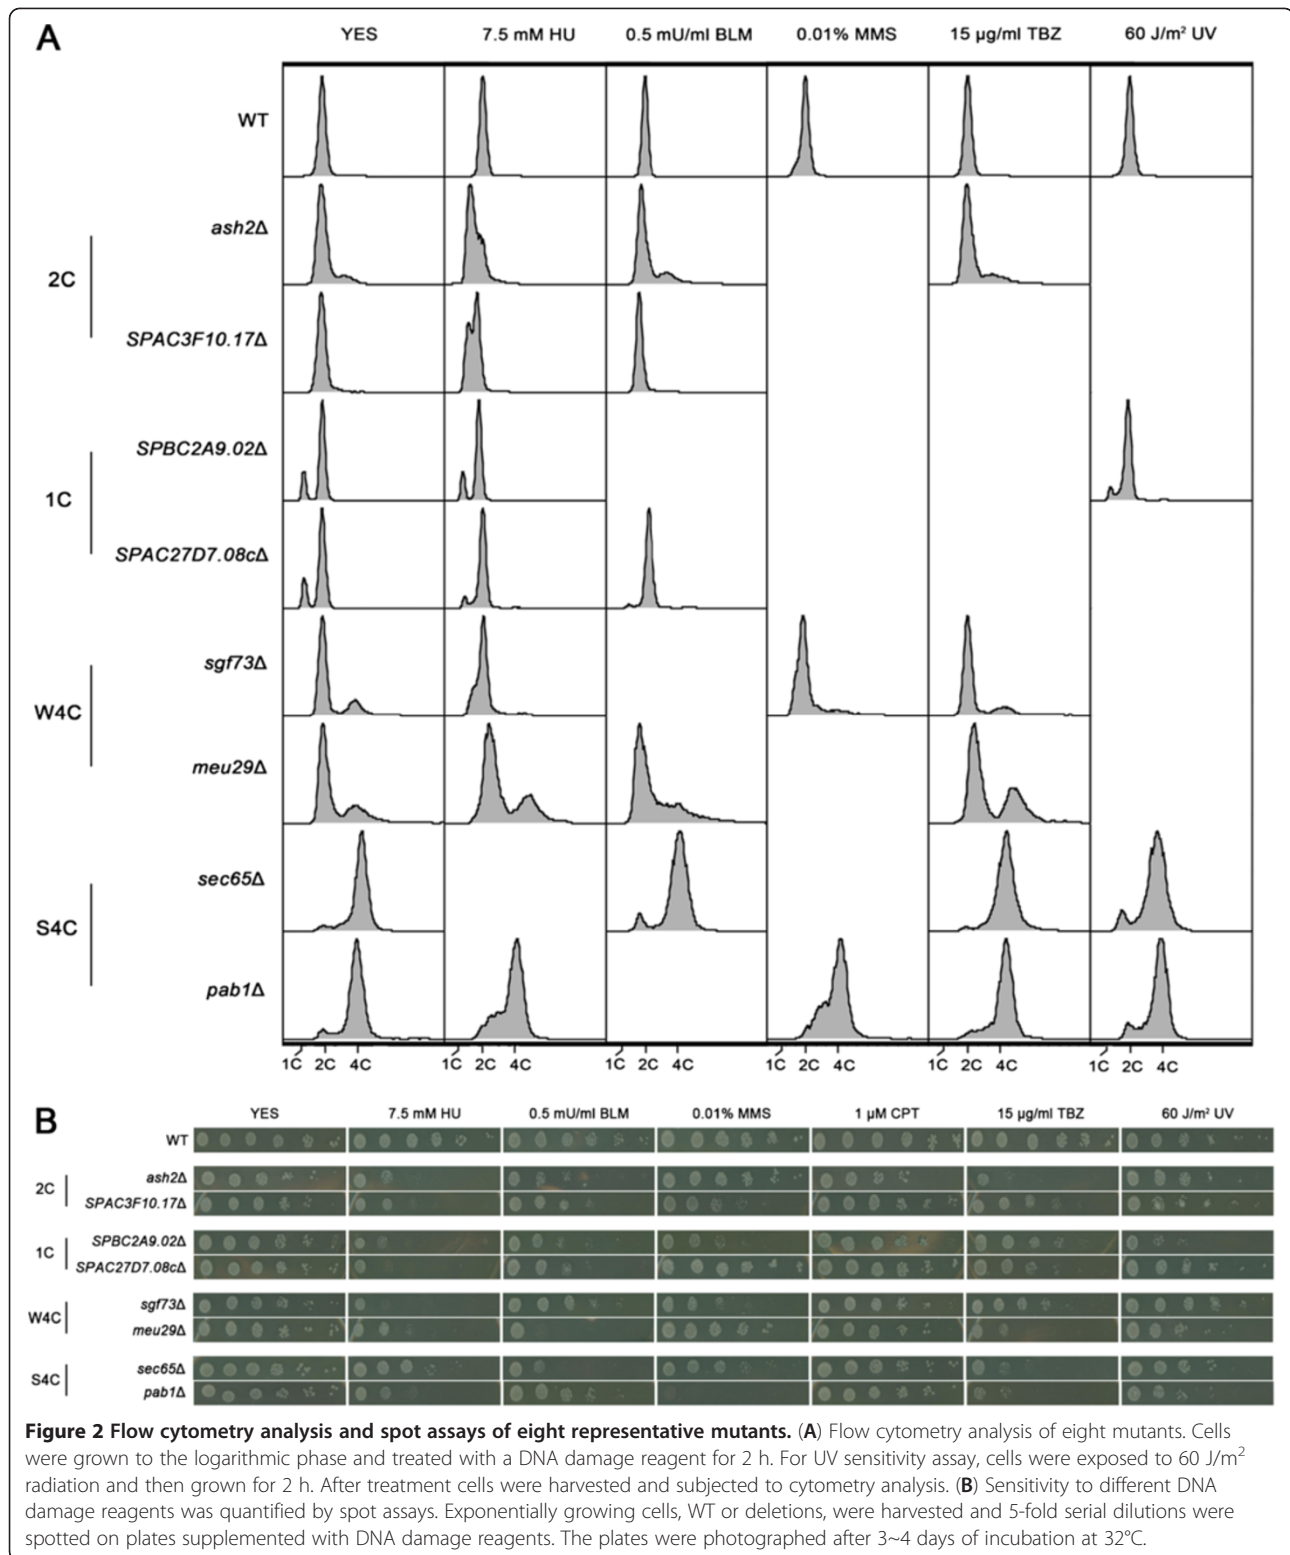 A
YES 7.5 mM HU 0.5 mU/ml BLM 0.01% MMS 15 µg/ml TBZ 60 J/m² UV
WT
ash2Δ
2C
SPAC3F10.17Δ
SPBC2A9.02Δ
1C
SPAC27D7.08cΔ
sgf73Δ
W4C
meu29Δ
sec65Δ
S4C
pab1Δ
1C 2C 4C 1C 2C 4C 1C 2C 4C 1C 2C 4C 1C 2C 4C 1C 2C 4C
B
YES 7.5 mM HU 0.5 mU/ml BLM 0.01% MMS 1 µM CPT 15 µg/ml TBZ 60 J/m² UV
WT
2C
ash2Δ
SPAC3F10.17Δ
1C
SPBC2A9.02Δ
SPAC27D7.08cΔ
W4C
sgf73Δ
meu29Δ
S4C
sec65Δ
pab1Δ
Figure 2 Flow cytometry analysis and spot assays of eight representative mutants. (A) Flow cytometry analysis of eight mutants. Cells
were grown to the logarithmic phase and treated with a DNA damage reagent for 2 h. For UV sensitivity assay, cells were exposed to 60 J/m²
radiation and then grown for 2 h. After treatment cells were harvested and subjected to cytometry analysis. (B) Sensitivity to different DNA
damage reagents was quantified by spot assays. Exponentially growing cells, WT or deletions, were harvested and 5-fold serial dilutions were
spotted on plates supplemented with DNA damage reagents. The plates were photographed after 3~4 days of incubation at 32°C.